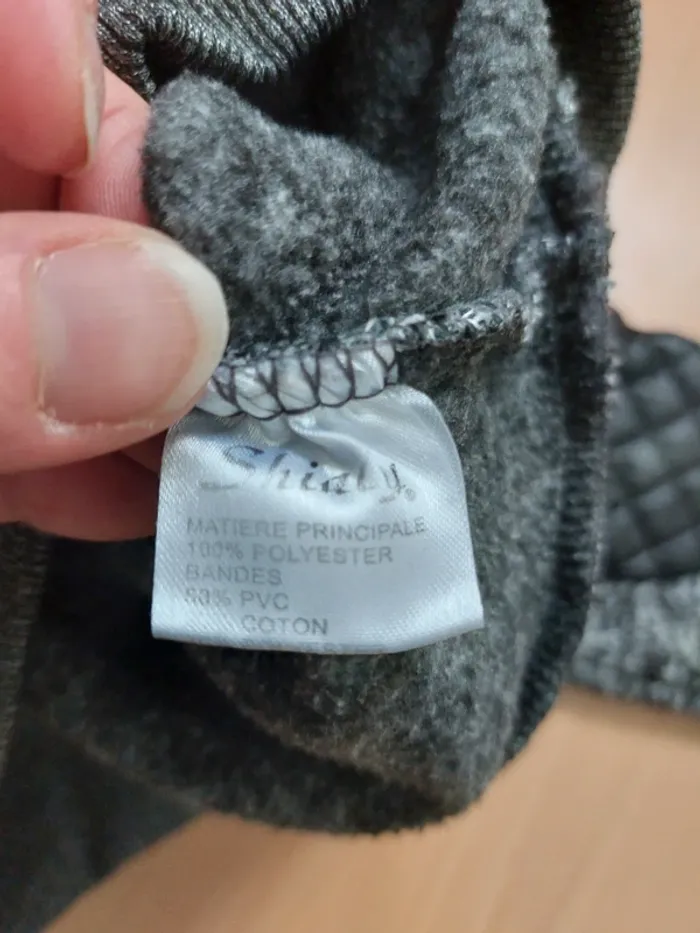 MATIERE PRINCIPALE
100% POLYESTER
BANDES
% PVC
COTON